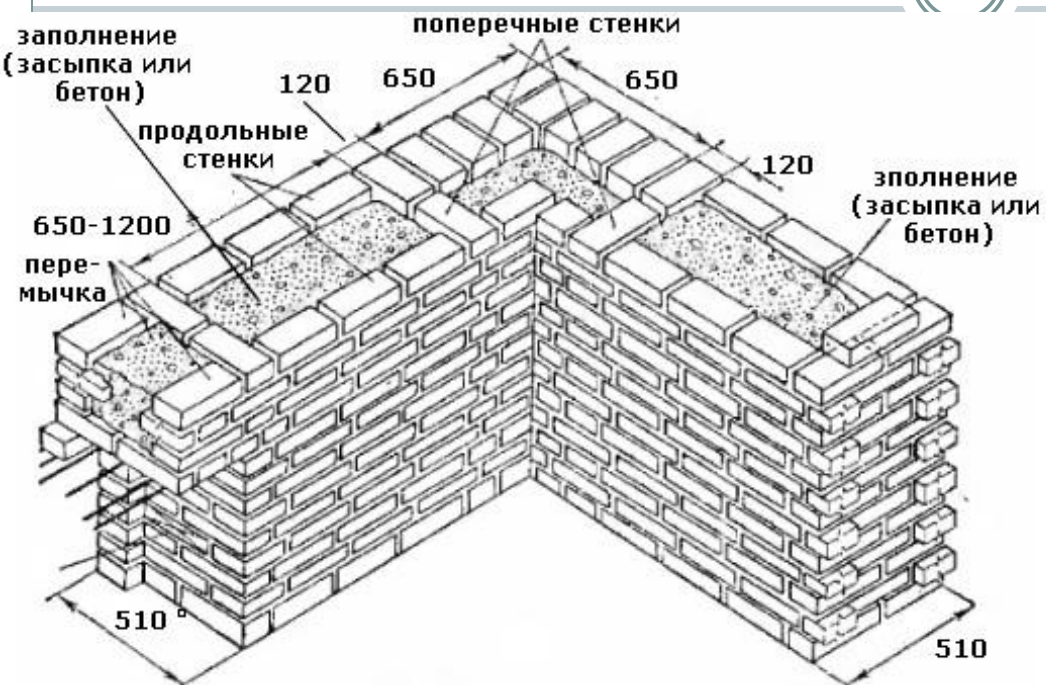 заполнение
(засыпка или
бетон)
поперечные стенки
120
650
650
продольные
стенки
120
зполнение
(засыпка или
бетон)
650-1200
пере-
мычка
510 °
510